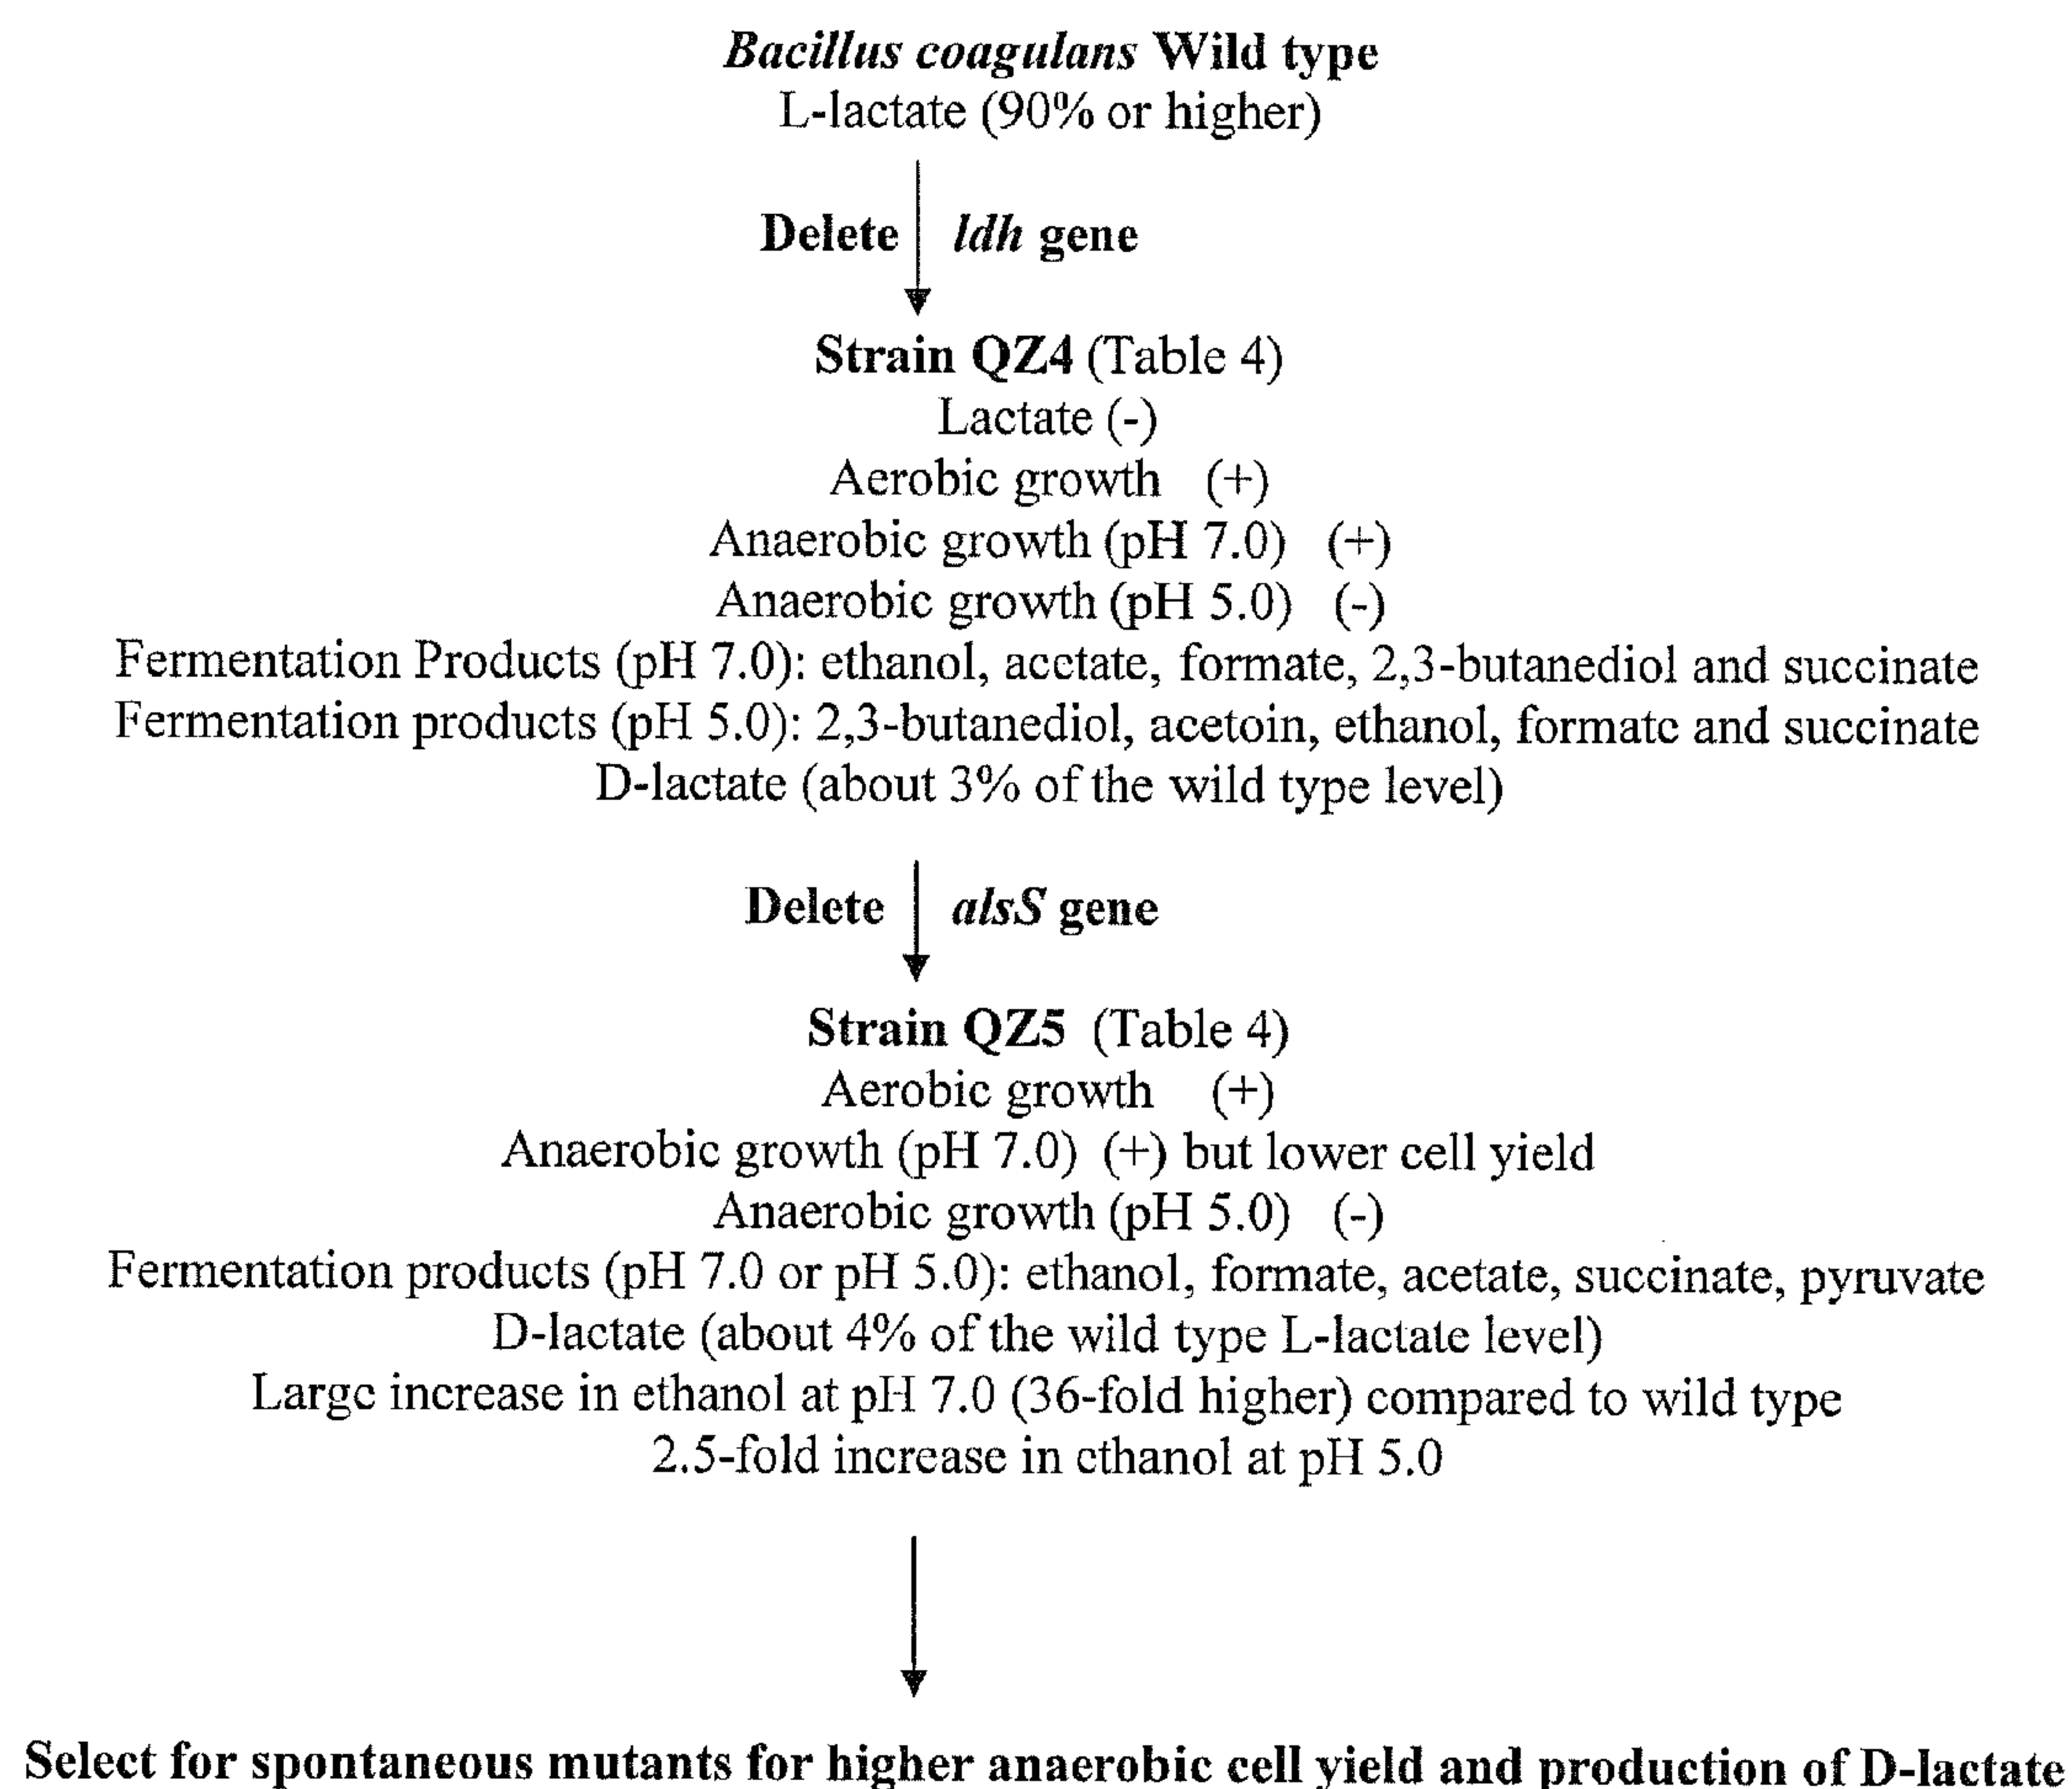 Bacillus coagulans Wild type
L-lactate (90% or higher)
Delete ldh gene
Strain QZ4 (Table 4)
Lactate (-)
Aerobic growth (+)
Anaerobic growth (pH 7.0) (+)
Anaerobic growth (pH 5.0) (-)
Fermentation Products (pH 7.0): ethanol, acetate, formate, 2,3-butanediol and succinate
Fermentation products (pH 5.0): 2,3-butanediol, acetoin, ethanol, formate and succinate
D-lactate (about 3% of the wild type level)
Delete alsS gene
Strain QZ5 (Table 4)
Aerobic growth (+)
Anaerobic growth (pH 7.0) (+) but lower cell yield
Anaerobic growth (pH 5.0) (-)
Fermentation products (pH 7.0 or pH 5.0): ethanol, formate, acetate, succinate, pyruvate
D-lactate (about 4% of the wild type L-lactate level)
Large increase in ethanol at pH 7.0 (36-fold higher) compared to wild type
2.5-fold increase in ethanol at pH 5.0
Select for spontaneous mutants for higher anaerobic cell yield and production of D-lactate